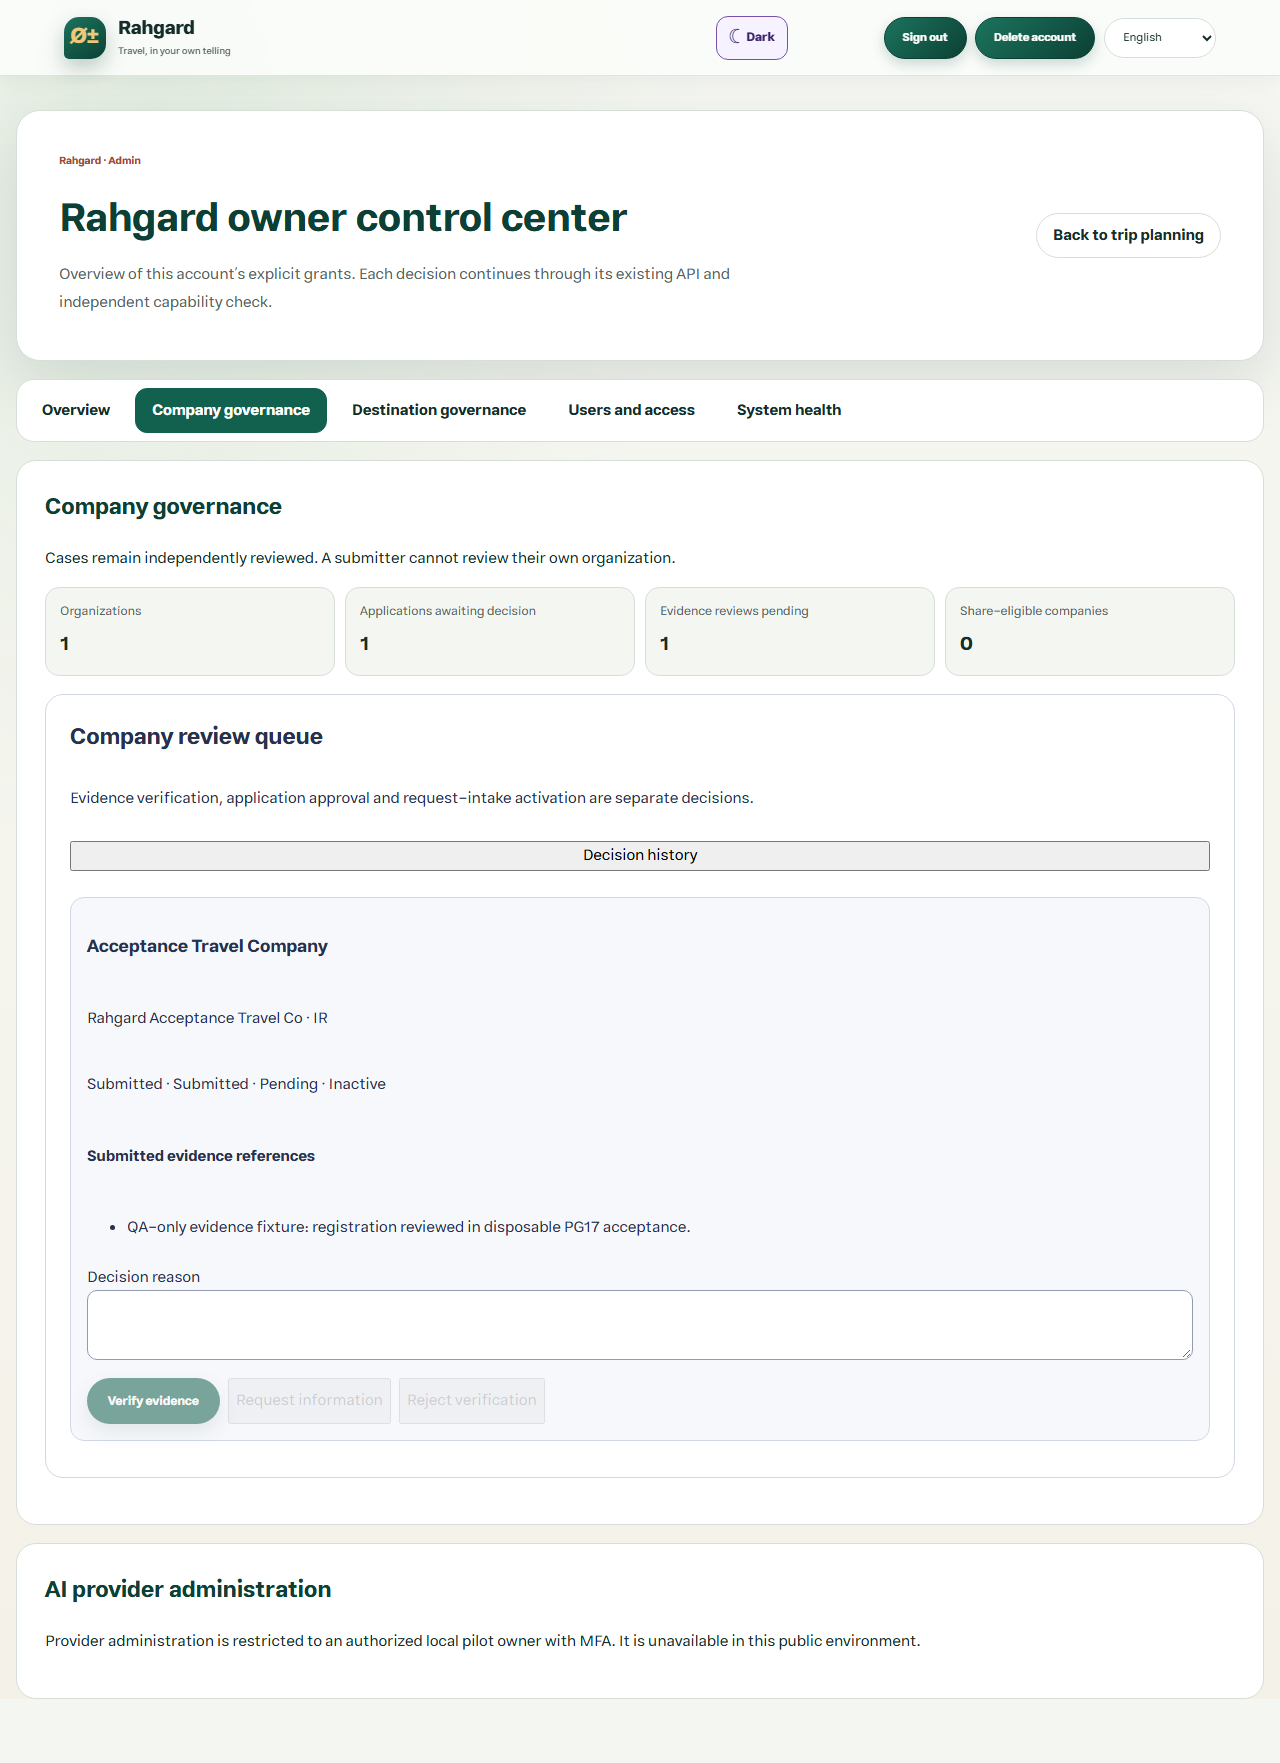 Rahgard
Travel, in your own telling
☾ Dark
Sign out
Delete account
English
Rahgard · Admin
Rahgard owner control center
Overview of this account's explicit grants. Each decision continues through its existing API and
independent capability check.
Back to trip planning
Overview
Company governance
Destination governance
Users and access
System health
Company governance
Cases remain independently reviewed. A submitter cannot review their own organization.
Organizations
1
Applications awaiting decision
1
Evidence reviews pending
1
Share-eligible companies
0
Company review queue
Evidence verification, application approval and request-intake activation are separate decisions.
Decision history
Acceptance Travel Company
Rahgard Acceptance Travel Co · IR
Submitted · Submitted · Pending · Inactive
Submitted evidence references
• QA-only evidence fixture: registration reviewed in disposable PG17 acceptance.
Decision reason
Verify evidence
Request information
Reject verification
AI provider administration
Provider administration is restricted to an authorized local pilot owner with MFA. It is unavailable in this public environment.